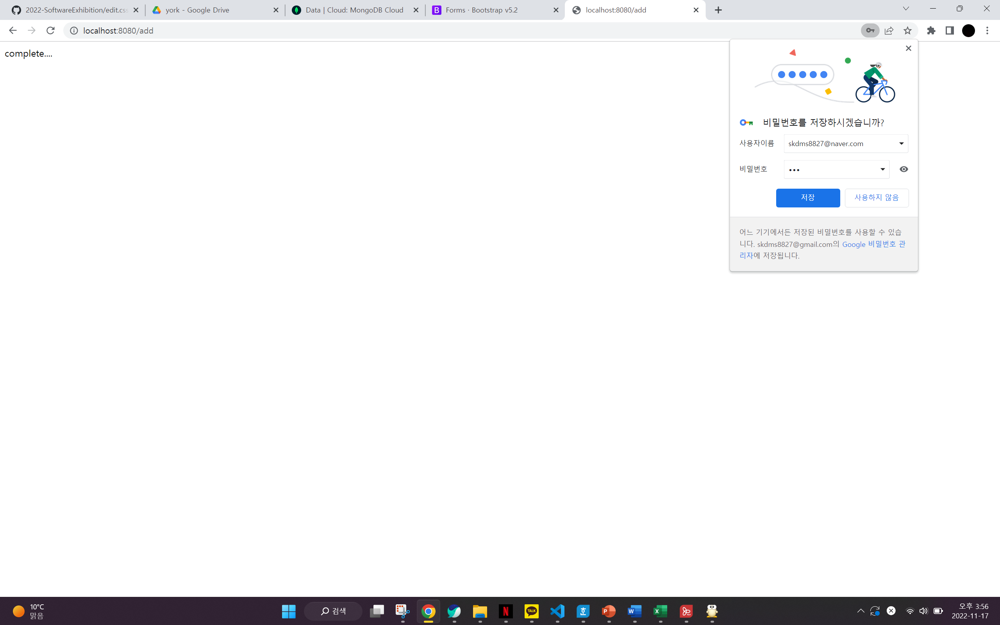 2022-SoftwareExhibition/edit.css
york - Google Drive
Data | Cloud: MongoDB Cloud
B
Forms · Bootstrap v5.2
localhost:8080/add
localhost:8080/add
complete....
비밀번호를 저장하시겠습니까?
사용자이름
skdms8827@naver.com
비밀번호
•••
저장
사용하지 않음
어느 기기에서든 저장된 비밀번호를 사용할 수 있습
니다. skdms8827@gmail.com의 Google 비밀번호 관
리자에 저장됩니다.
10°C
맑음
검색
N
TALK
호
P
W
X
PDF
오후 3:56
2022-11-17